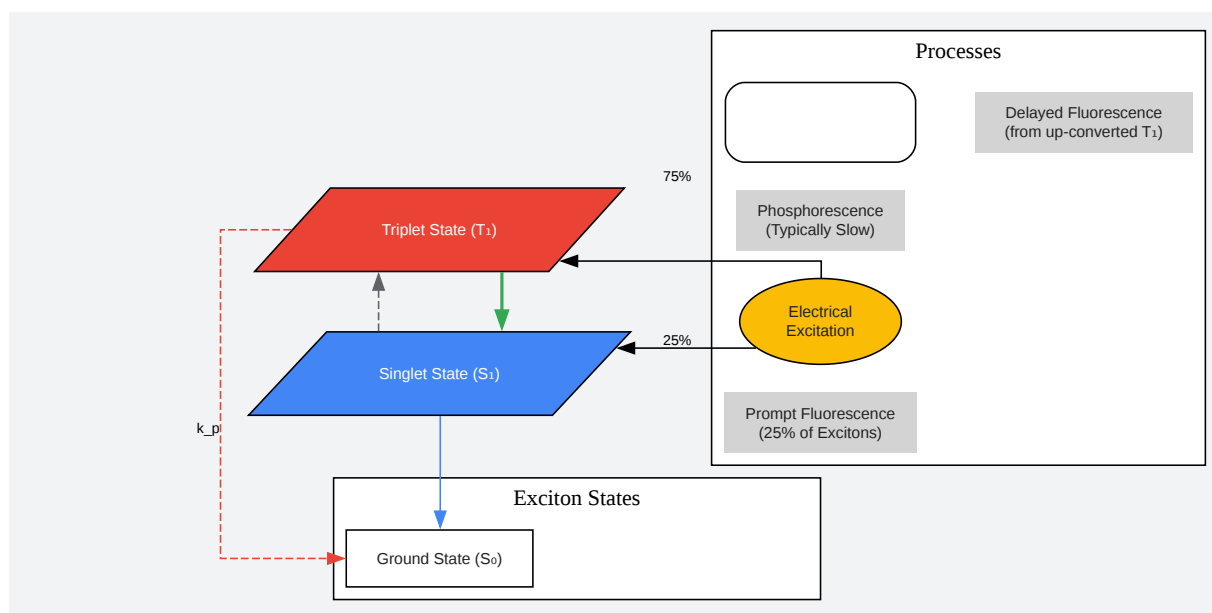 Processes
Delayed Fluorescence
(from up-converted T₁)
75%
Phosphorescence
(Typically Slow)
Triplet State (T₁)
Electrical
Excitation
25%
Singlet State (S₁)
Prompt Fluorescence
(25% of Excitons)
k_p
Exciton States
Ground State (S₀)